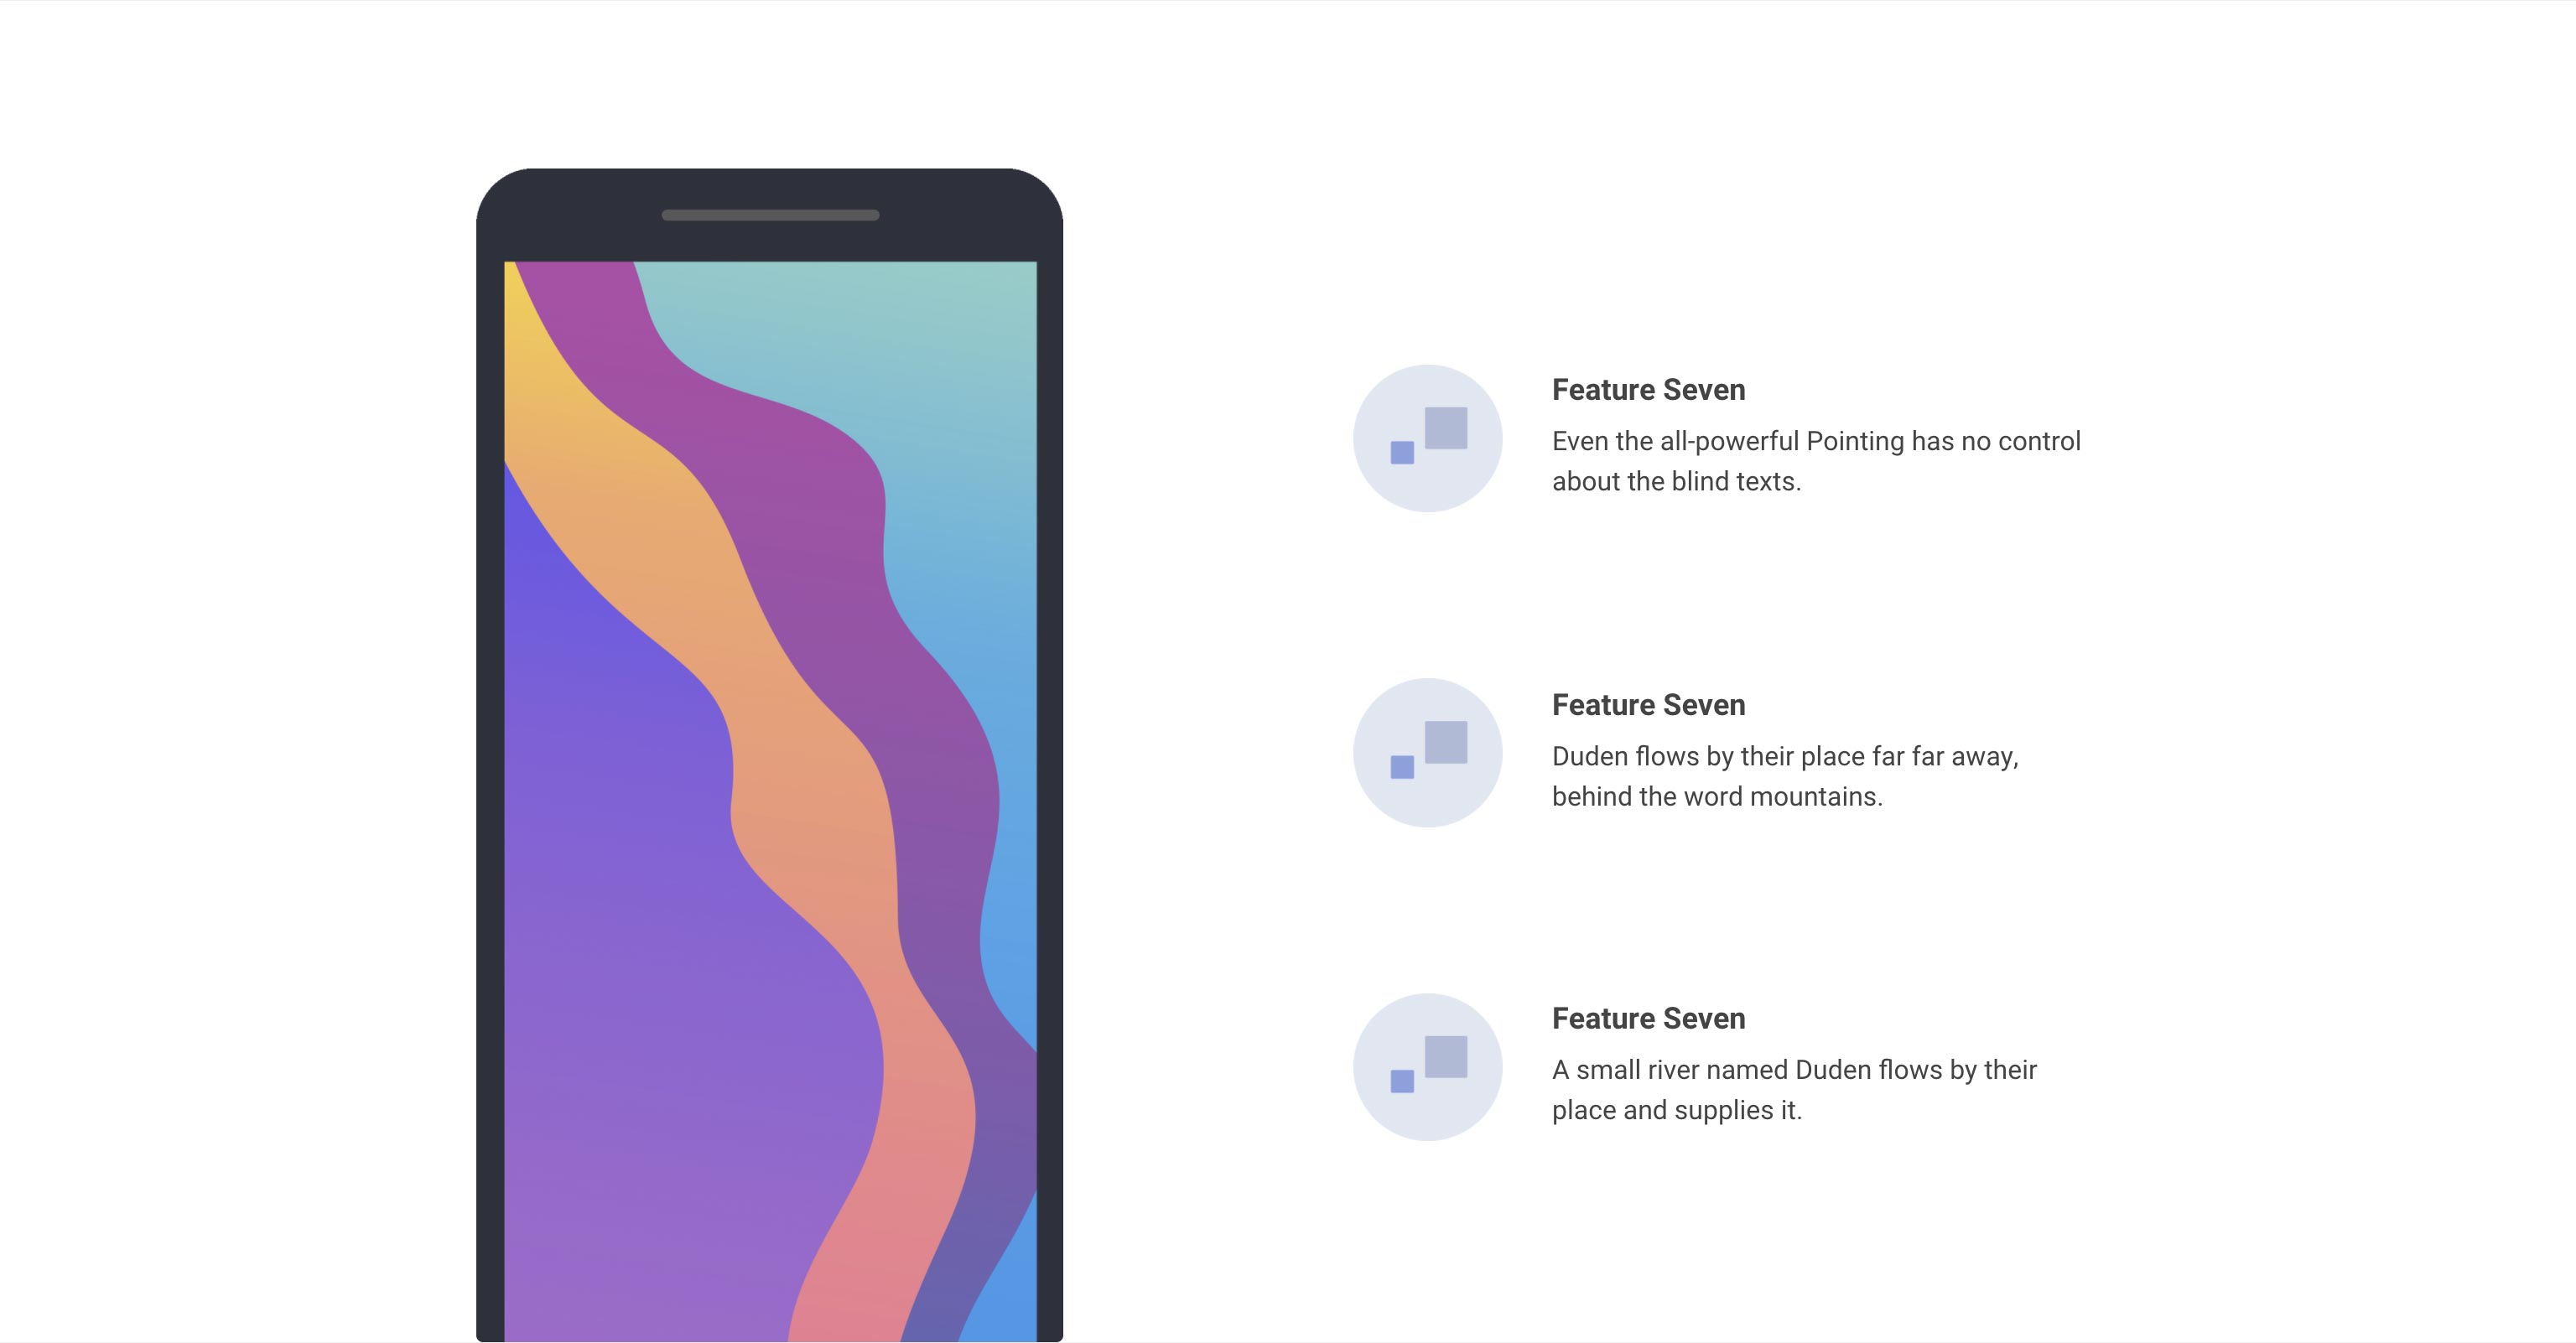 Feature Seven
Even the all-powerful Pointing has no control
about the blind texts.
Feature Seven
Duden flows by their place far far away,
behind the word mountains.
Feature Seven
A small river named Duden flows by their
place and supplies it.